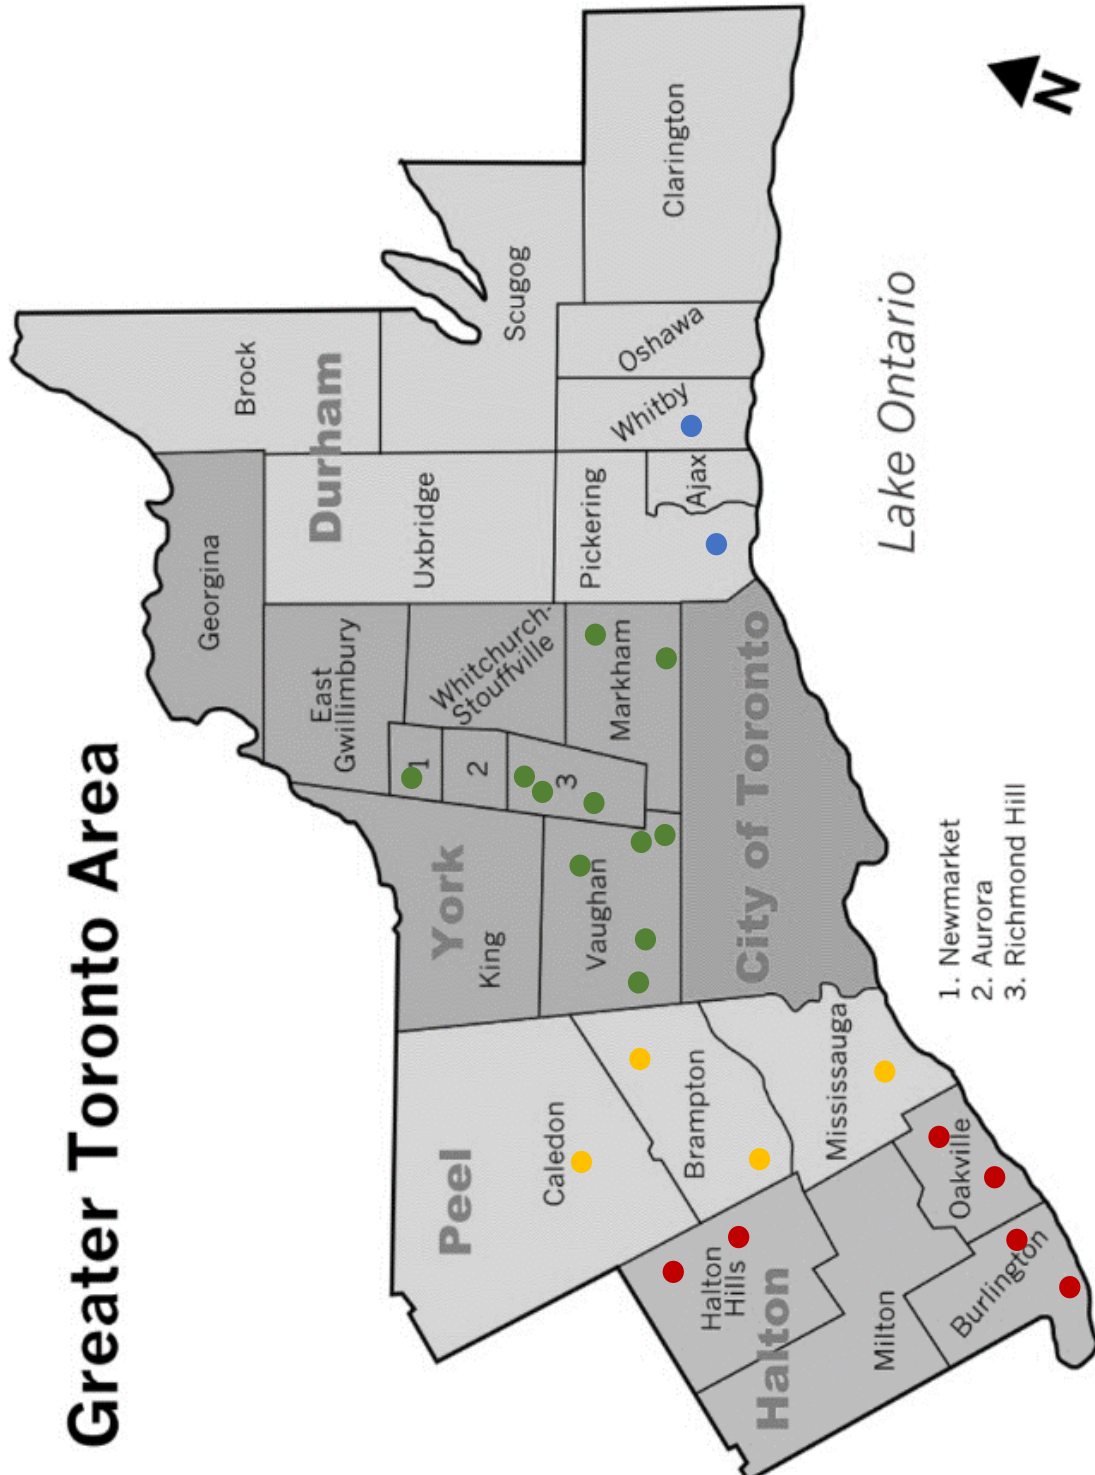 Greater Toronto Area
Brock
Durham
Georgina
Uxbridge
Scugog
Clarington
Oshawa
Whitby
Ajax
Pickering
East
Gwillimbury
Whitchurch-
Stouffville
Markham
1
2
3
York
King
Vaughan
City of Toronto
Peel
Caledon
Brampton
Mississauga
Halton
Hills
Halton
Milton
Oakville
Burlington
Lake Ontario
1. Newmarket
2. Aurora
3. Richmond Hill
N